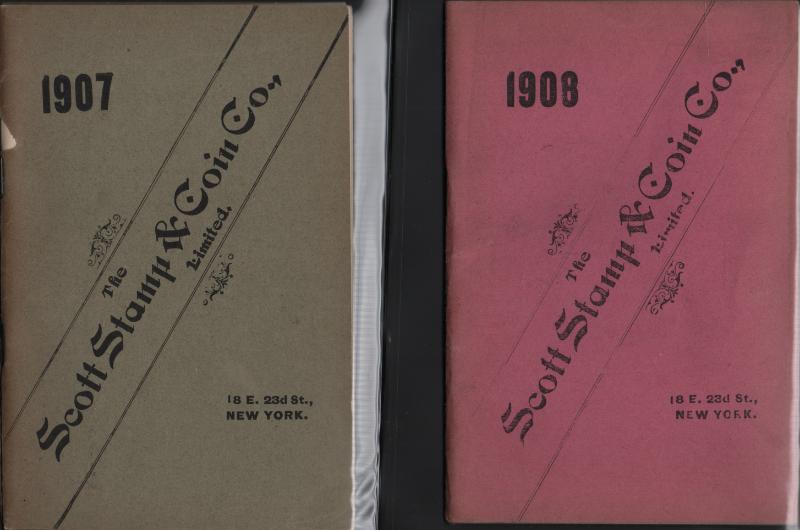 1907
The
Scott Stamp & Coin Co.,
Limited.
18 E. 23d St.,
NEW YORK.
1908
The
Scott Stamp & Coin Co.,
Limited.
18 E. 23d St.,
NEW YORK.